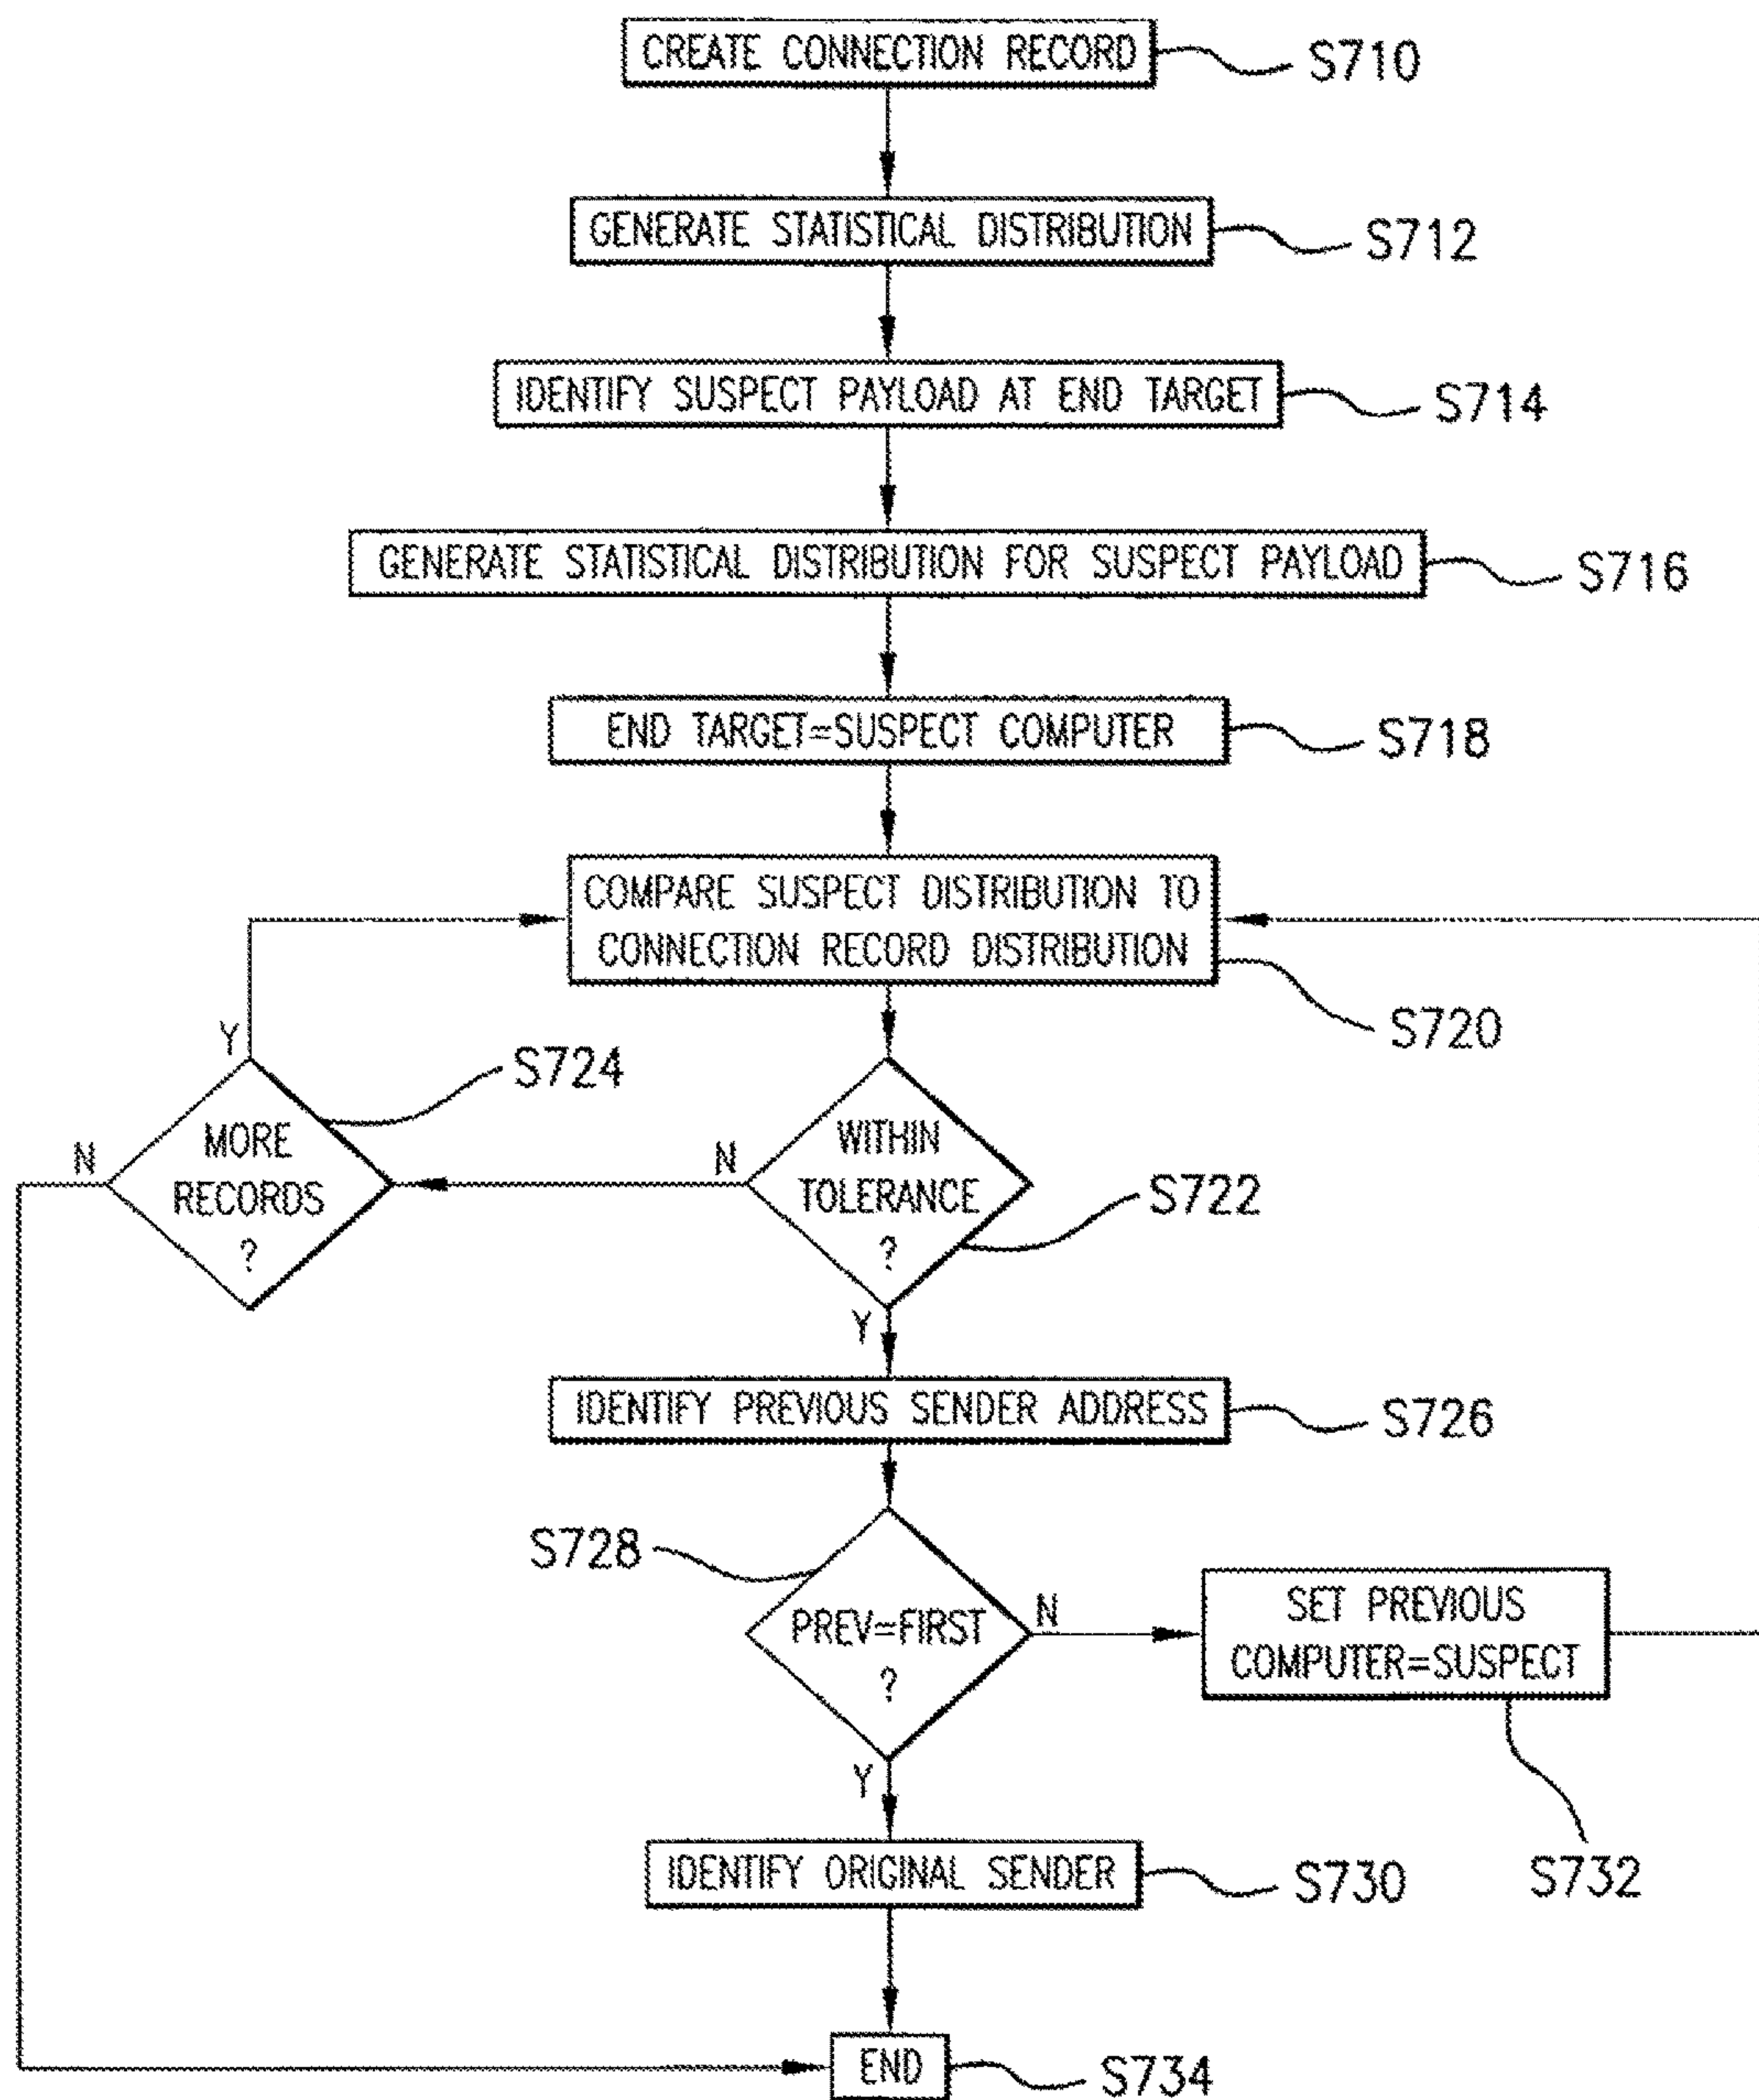 CREATE CONNECTION RECORD
S710
GENERATE STATISTICAL DISTRIBUTION
S712
IDENTIFY SUSPECT PAYLOAD AT END TARGET
S714
GENERATE STATISTICAL DISTRIBUTION FOR SUSPECT PAYLOAD
S716
END TARGET=SUSPECT COMPUTER
S718
COMPARE SUSPECT DISTRIBUTION TO
CONNECTION RECORD DISTRIBUTION
S720
Y
S724
MORE
RECORDS
?
N
N
WITHIN
TOLERANCE
?
S722
Y
IDENTIFY PREVIOUS SENDER ADDRESS
S726
S728
PREV=FIRST
?
N
SET PREVIOUS
COMPUTER=SUSPECT
S732
Y
IDENTIFY ORIGINAL SENDER
S730
END
S734